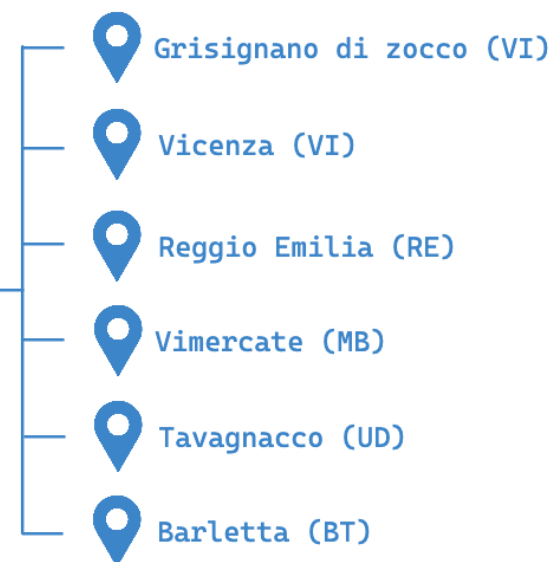 Grisignano di zocco (VI)
Vicenza (VI)
Reggio Emilia (RE)
Vimercate (MB)
Tavagnacco (UD)
Barletta (BT)